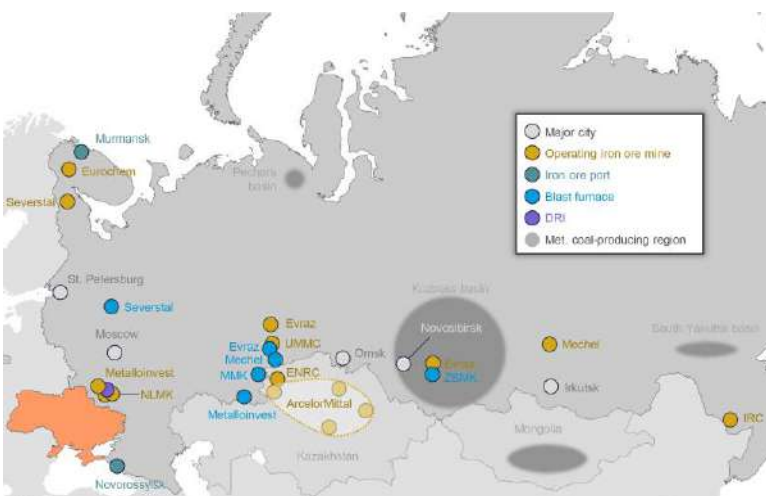 Murmansk
Eurochem
Severstal
Pechora
basin
Major city
Operating iron ore mine
Iron ore port
Blast furnace
DRI
Met. coal-producing region
St. Petersburg
Severstal
Moscow
Metalloinvest
NLMK
Novorossyisk
Evraz
UMMC
Evraz
Mechel
MMK
ENRC
Metalloinvest
ArcelorMittal
Kazakhstan
Omsk
Kuzbass basin
Novosibirsk
Evraz
ZSMK
Mechel
South Yakutia basin
Irkutsk
Mongolia
IRC